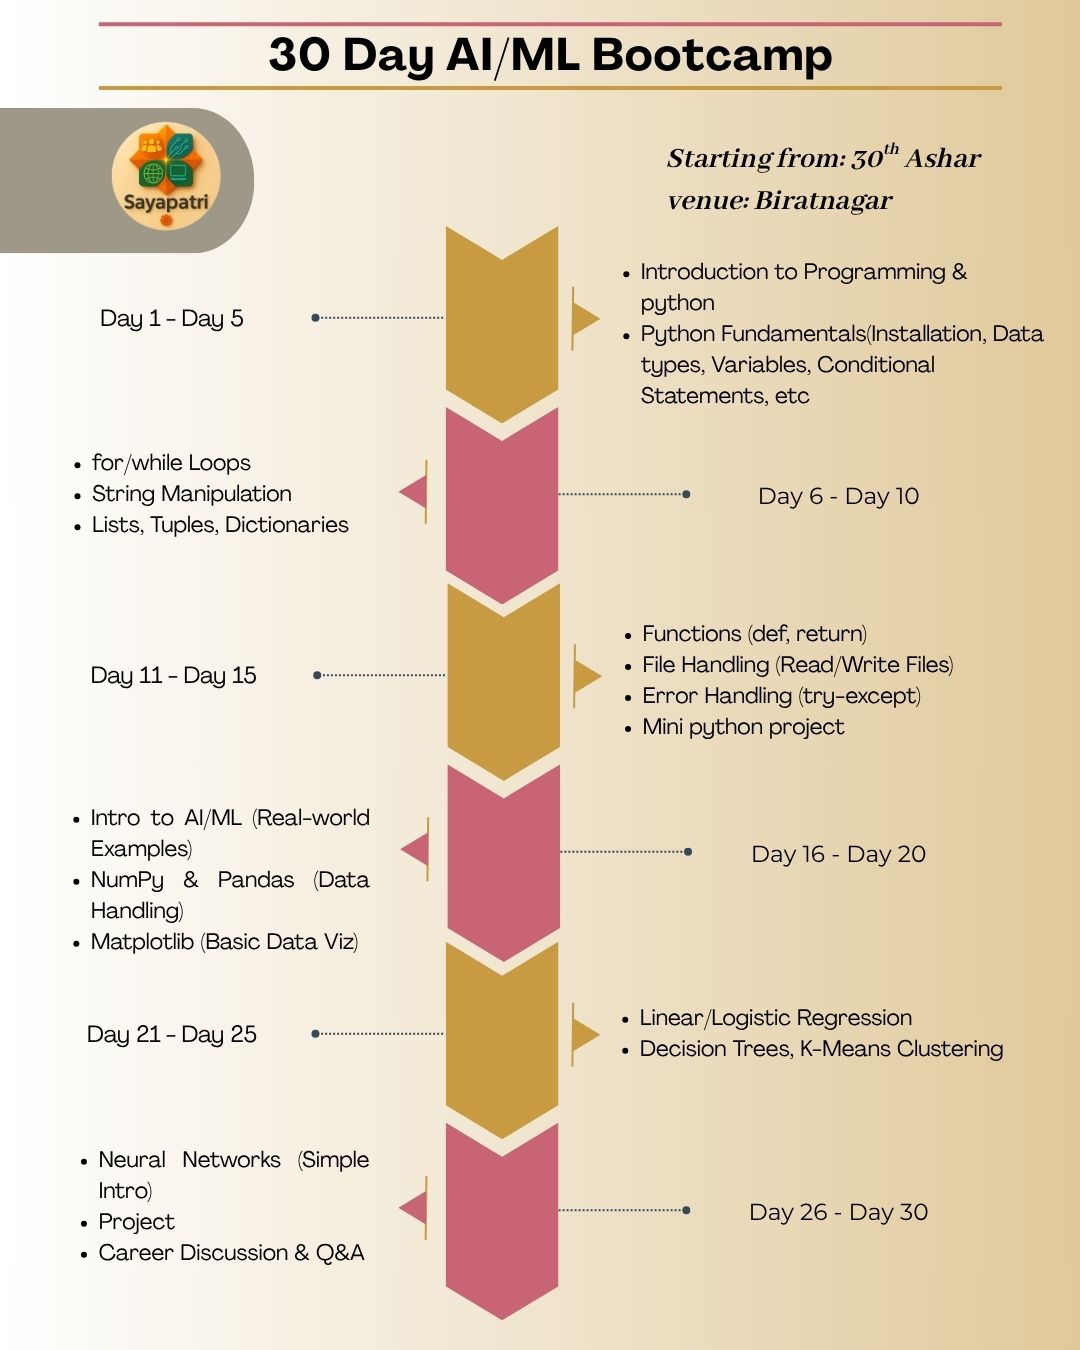 30 Day AI/ML Bootcamp
Sayapatri
Starting from: 30th Ashar
venue: Biratnagar
Day 1 - Day 5
• Introduction to Programming &
python
• Python Fundamentals(Installation, Data
types, Variables, Conditional
Statements, etc
• for/while Loops
• String Manipulation
• Lists, Tuples, Dictionaries
Day 6 - Day 10
Day 11 - Day 15
• Functions (def, return)
• File Handling (Read/Write Files)
• Error Handling (try-except)
• Mini python project
• Intro to AI/ML (Real-world
Examples)
• NumPy & Pandas (Data
Handling)
• Matplotlib (Basic Data Viz)
Day 16 - Day 20
Day 21 - Day 25
• Linear/Logistic Regression
• Decision Trees, K-Means Clustering
• Neural Networks (Simple
Intro)
• Project
• Career Discussion & Q&A
Day 26 - Day 30